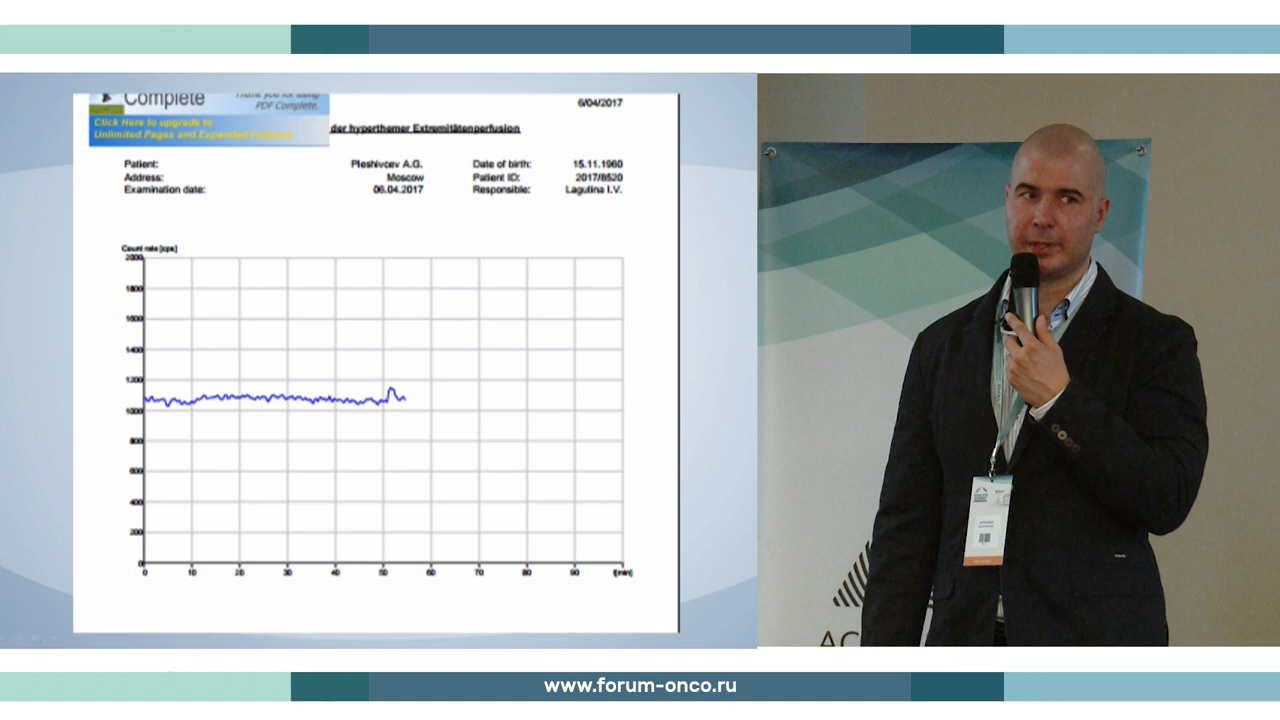 Complete
Thank you for using
PDF Complete.
Click Here to upgrade to
Unlimited Pages and Expanded Features
6/04/2017
der hyperthemer Extremitätenperfusion
Patient: Pleshivcev A.G. Date of birth: 15.11.1960
Address: Moscow Patient ID: 2017/8520
Examination date: 06.04.2017 Responsible: Lagutina I.V.
Count rate [cps]
2000
1800
1600
1400
1200
1000
800
600
400
200
0
0 10 20 30 40 50 60 70 80 90 t[min]
AC
www.forum-onco.ru